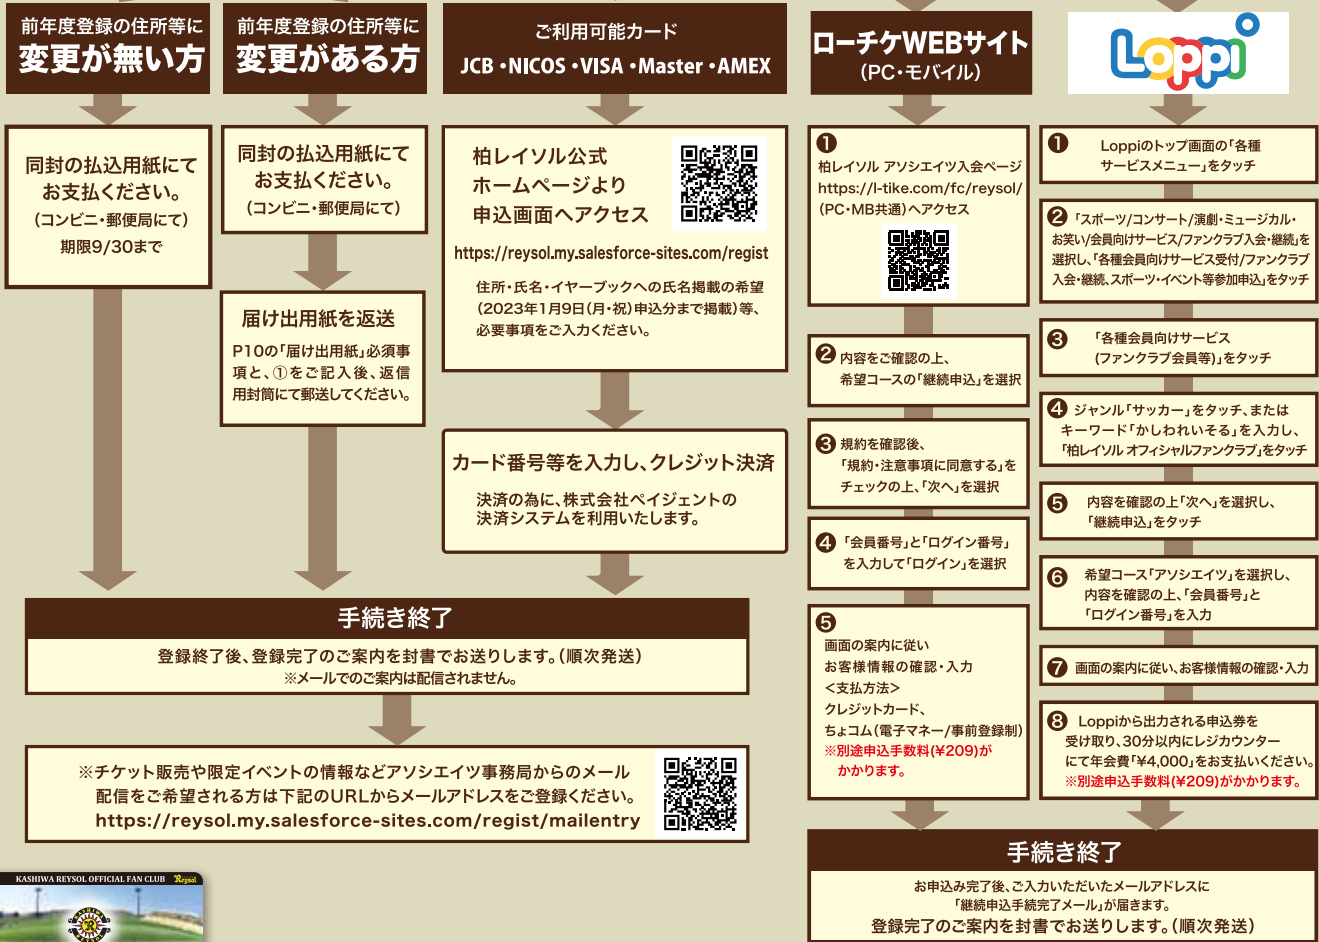 前年度登録の住所等に
変更が無い方
同封の払込用紙にて
お支払ください。
(コンビニ・郵便局にて)
期限9/30まで
前年度登録の住所等に
変更がある方
同封の払込用紙にて
お支払ください。
(コンビニ・郵便局にて)
届け出用紙を返送
P10の「届け出用紙」必須事
項と、①をご記入後、返信
用封筒にて郵送してください。
ご利用可能カード
JCB・NICOS・VISA・Master・AMEX
柏レイソル公式
ホームページより
申込画面へアクセス
https://reysol.my.salesforce-sites.com/regist
住所・氏名・イヤーブックへの氏名掲載の希望
(2023年1月9日(月・祝)申込分まで掲載)等、
必要事項をご入力ください。
カード番号等を入力し、クレジット決済
決済の為に、株式会社ペイジェントの
決済システムを利用いたします。
手続き終了
登録終了後、登録完了のご案内を封書でお送りします。(順次発送)
※メールでのご案内は配信されません。
※チケット販売や限定イベントの情報などアソシエイツ事務局からのメール
配信をご希望される方は下記のURLからメールアドレスをご登録ください。
https://reysol.my.salesforce-sites.com/regist/mailentry
KASHIWA REYSOL OFFICIAL FAN CLUB Reysol
ローチケWEBサイト
(PC・モバイル)
❶
柏レイソル アソシエイツ入会ページ
https://l-tike.com/fc/reysol/
(PC・MB共通)へアクセス
❷ 内容をご確認の上、
希望コースの「継続申込」を選択
❸ 規約を確認後、
「規約・注意事項に同意する」を
チェックの上、「次へ」を選択
❹ 「会員番号」と「ログイン番号」
を入力して「ログイン」を選択
❺
画面の案内に従い
お客様情報の確認・入力
<支払方法>
クレジットカード、
ちょコム(電子マネー/事前登録制)
※別途申込手数料(¥209)が
かかります。
Loppi
❶ Loppiのトップ画面の「各種
サービスメニュー」をタッチ
❷ 「スポーツ/コンサート/演劇・ミュージカル・
お笑い/会員向けサービス/ファンクラブ入会・継続」を
選択し、「各種会員向けサービス受付/ファンクラブ
入会・継続、スポーツ・イベント等参加申込」をタッチ
❸ 「各種会員向けサービス
(ファンクラブ会員等)」をタッチ
❹ ジャンル「サッカー」をタッチ、または
キーワード「かしわれいそる」を入力し、
「柏レイソル オフィシャルファンクラブ」をタッチ
❺ 内容を確認の上「次へ」を選択し、
「継続申込」をタッチ
❻ 希望コース「アソシエイツ」を選択し、
内容を確認の上、「会員番号」と
「ログイン番号」を入力
❼ 画面の案内に従い、お客様情報の確認・入力
❽ Loppiから出力される申込券を
受け取り、30分以内にレジカウンター
にて年会費「¥4,000」をお支払いください。
※別途申込手数料(¥209)がかかります。
手続き終了
お申込み完了後、ご入力いただいたメールアドレスに
「継続申込手続完了メール」が届きます。
登録完了のご案内を封書でお送りします。(順次発送)